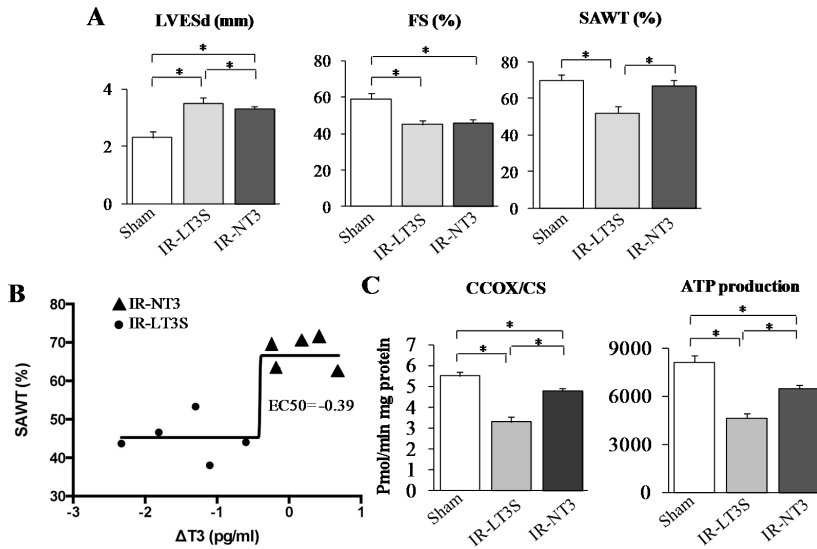 A
LVESd (mm)
*
* *
4
2
0
Sham
IR-LT3S
IR-NT3
FS (%)
*
*
80
60
40
20
0
Sham
IR-LT3S
IR-NT3
SAWT (%)
* *
80
60
40
20
0
Sham
IR-LT3S
IR-NT3
B
▲ IR-NT3
● IR-LT3S
SAWT (%)
80
70
60
50
40
30
EC50= -0.39
-3 -2 -1 0 1
ΔT3 (pg/ml)
C
CCOX/CS
*
* *
Pmol/min mg protein
7
6
5
4
3
2
1
0
Sham
IR-LT3S
IR-NT3
ATP production
*
* *
9000
6000
3000
0
Sham
IR-LT3S
IR-NT3